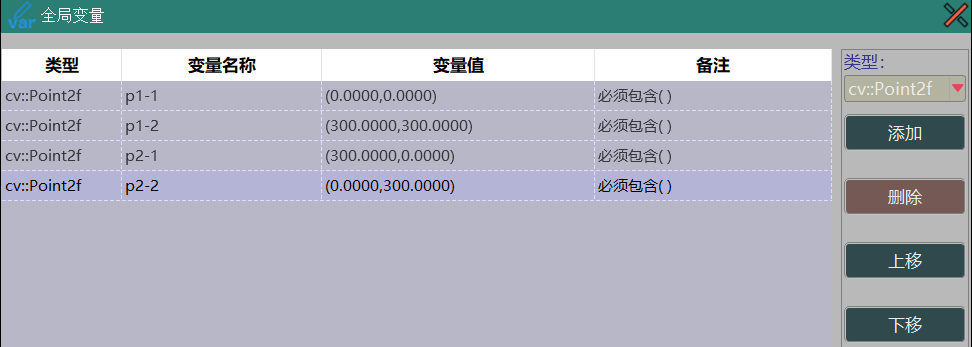 var 全局变量
类型 变量名称 变量值 备注
cv::Point2f p1-1 (0.0000,0.0000) 必须包含( )
cv::Point2f p1-2 (300.0000,300.0000) 必须包含( )
cv::Point2f p2-1 (300.0000,0.0000) 必须包含( )
cv::Point2f p2-2 (0.0000,300.0000) 必须包含( )
类型:
cv::Point2f
添加
删除
上移
下移